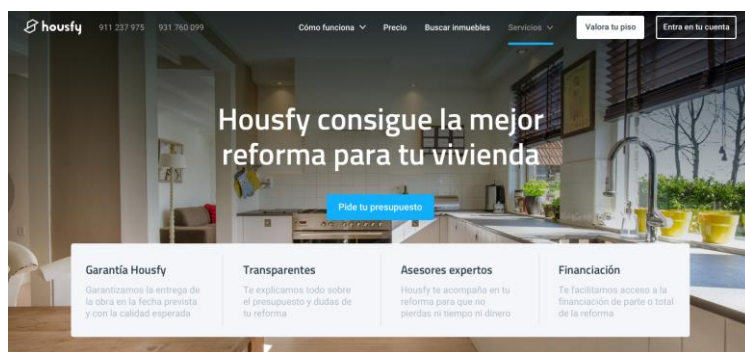 housfy
911 237 975
931 760 099
Cómo funciona
Precio
Buscar inmuebles
Servicios
Valora tu piso
Entra en tu cuenta
Housfy consigue la mejor
reforma para tu vivienda
Pide tu presupuesto
Garantía Housfy
Garantizamos la entrega de
la obra en la fecha prevista
y con la calidad esperada
Transparentes
Te explicamos todo sobre
el presupuesto y dudas de
tu reforma
Asesores expertos
Housfy te acompaña en tu
reforma para que no
pierdas ni tiempo ni dinero
Financiación
Te facilitamos acceso a la
financiación de parte o total
de la reforma